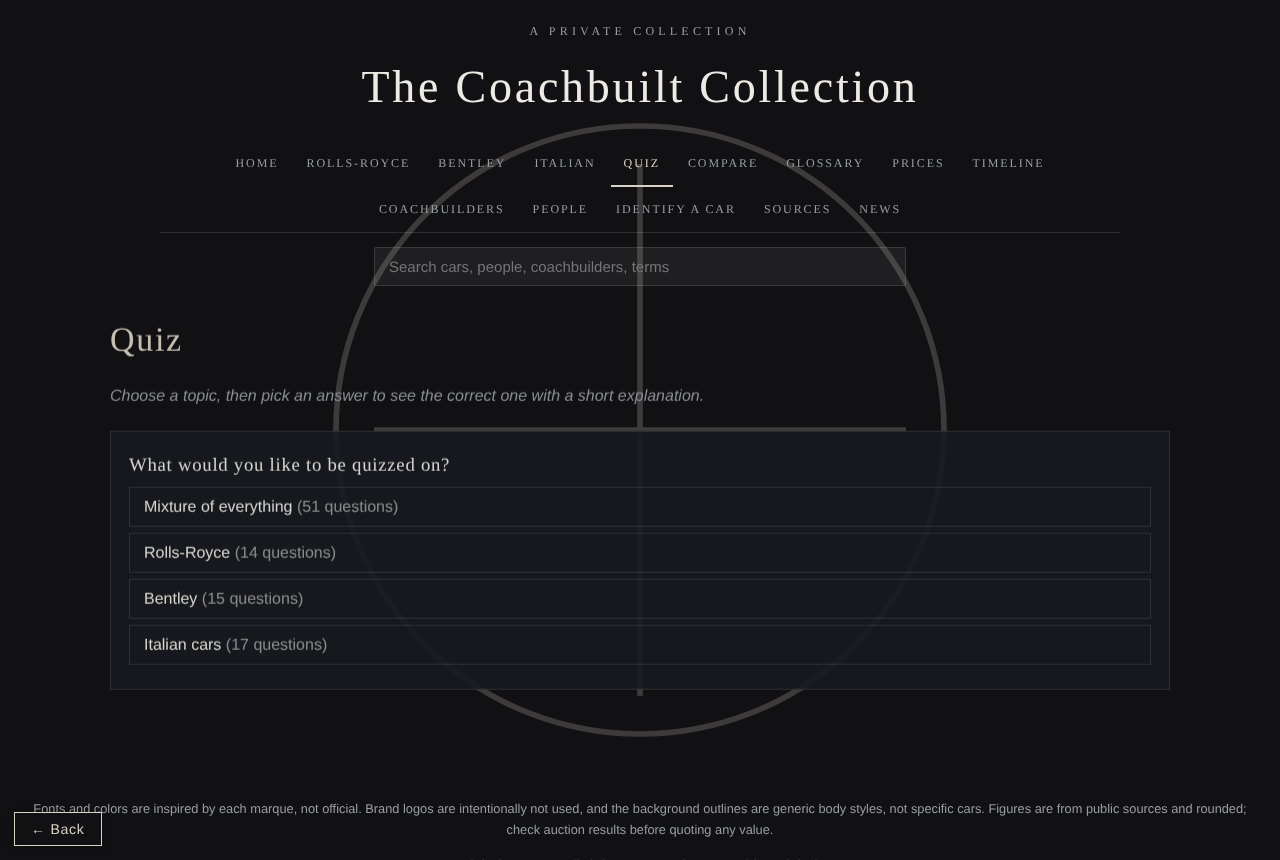 A PRIVATE COLLECTION
The Coachbuilt Collection
HOME ROLLS-ROYCE BENTLEY ITALIAN QUIZ COMPARE GLOSSARY PRICES TIMELINE
COACHBUILDERS PEOPLE IDENTIFY A CAR SOURCES NEWS
Search cars, people, coachbuilders, terms
Quiz
Choose a topic, then pick an answer to see the correct one with a short explanation.
What would you like to be quizzed on?
Mixture of everything (51 questions)
Rolls-Royce (14 questions)
Bentley (15 questions)
Italian cars (17 questions)
Fonts and colors are inspired by each marque, not official. Brand logos are intentionally not used, and the background outlines are generic body styles, not specific cars. Figures are from public sources and rounded;
check auction results before quoting any value.
← Back